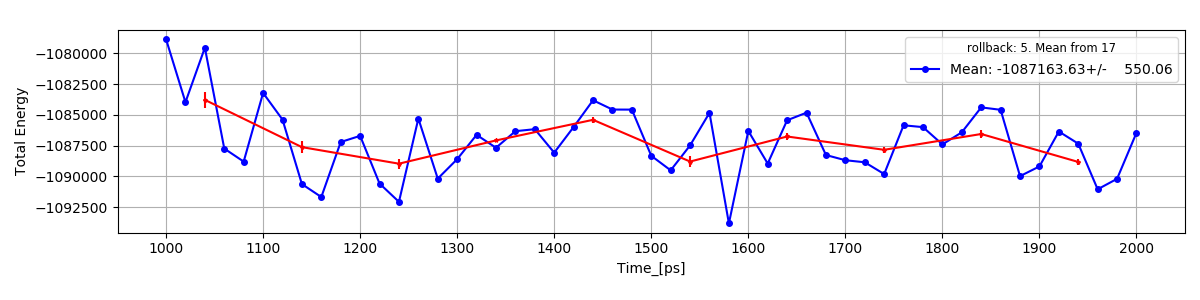 rollback: 5. Mean from 17
Mean: -1087163.63+/-    550.06
Total Energy
−1080000
−1082500
−1085000
−1087500
−1090000
−1092500
1000 1100 1200 1300 1400 1500 1600 1700 1800 1900 2000
Time_[ps]